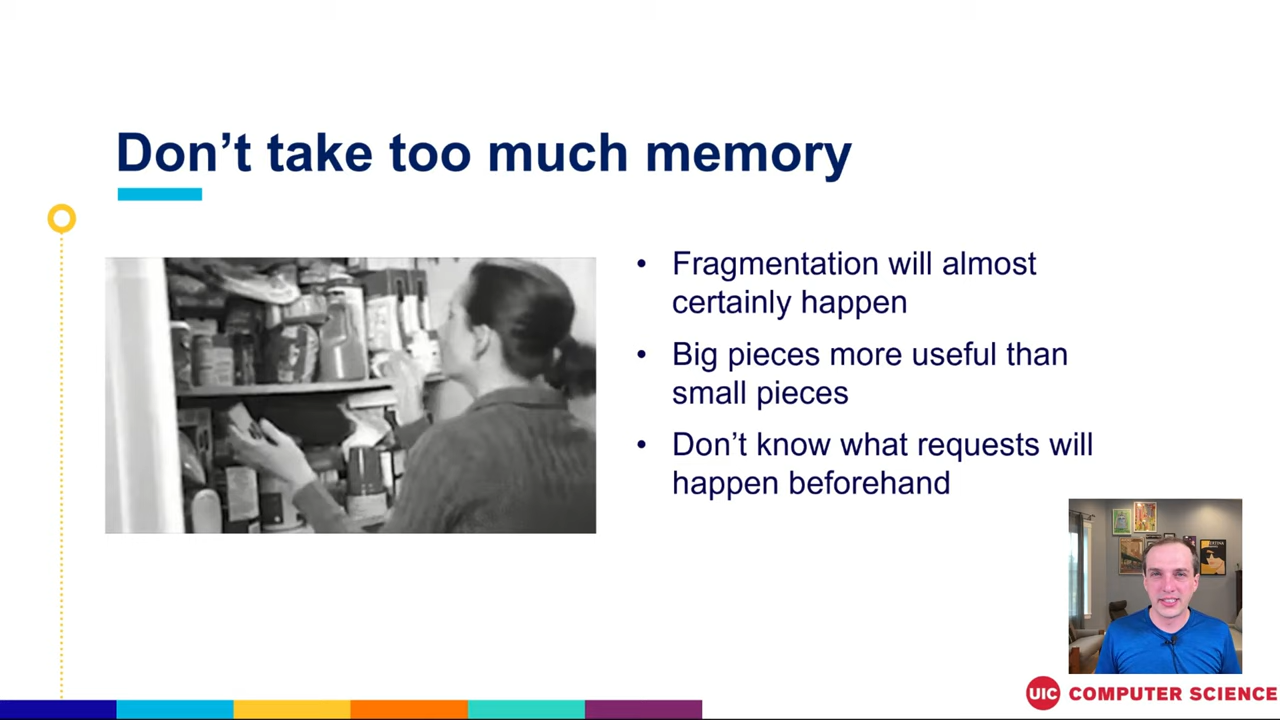 Don’t take too much memory
• Fragmentation will almost
certainly happen
• Big pieces more useful than
small pieces
• Don’t know what requests will
happen beforehand
UIC COMPUTER SCIENCE